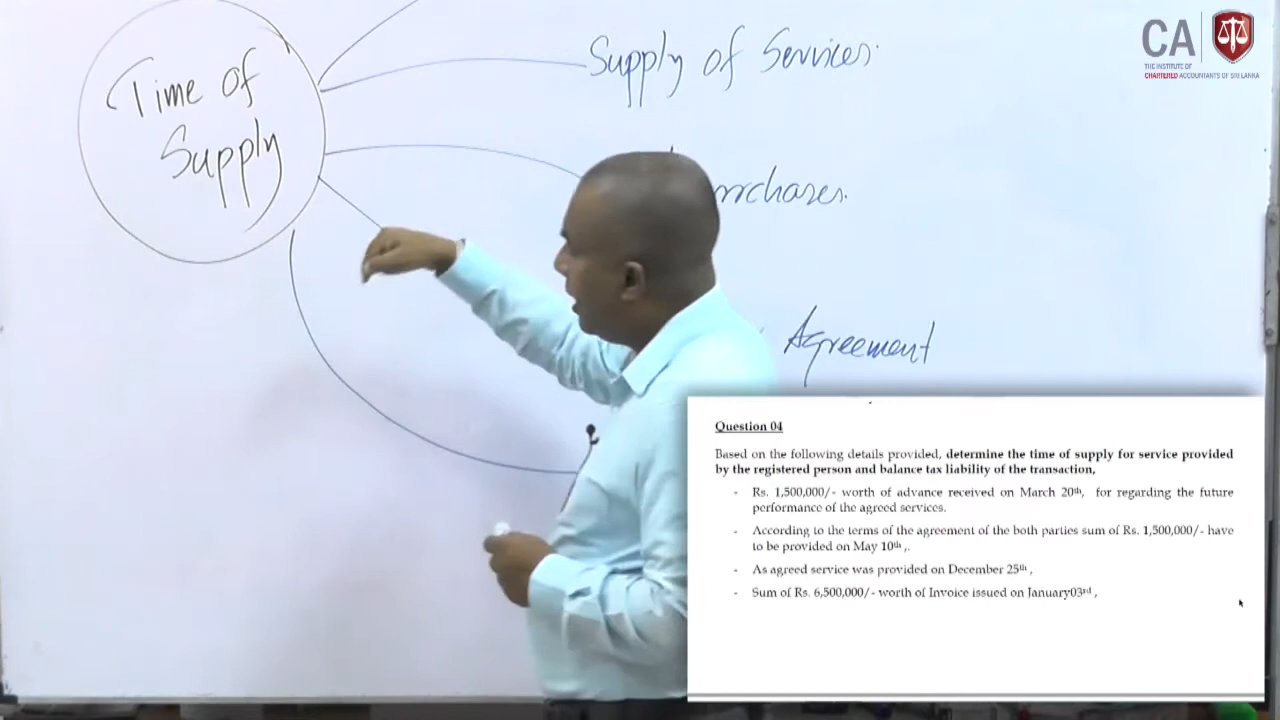 CA
THE INSTITUTE OF
CHARTERED ACCOUNTANTS OF SRI LANKA
Time of
Supply
Supply of Services.
Agreement
Question 04
Based on the following details provided, determine the time of supply for service provided
by the registered person and balance tax liability of the transaction,
- Rs. 1,500,000/- worth of advance received on March 20th, for regarding the future
performance of the agreed services.
- According to the terms of the agreement of the both parties sum of Rs. 1,500,000/- have
to be provided on May 10th ,.
- As agreed service was provided on December 25th ,
- Sum of Rs. 6,500,000/- worth of Invoice issued on January03rd ,